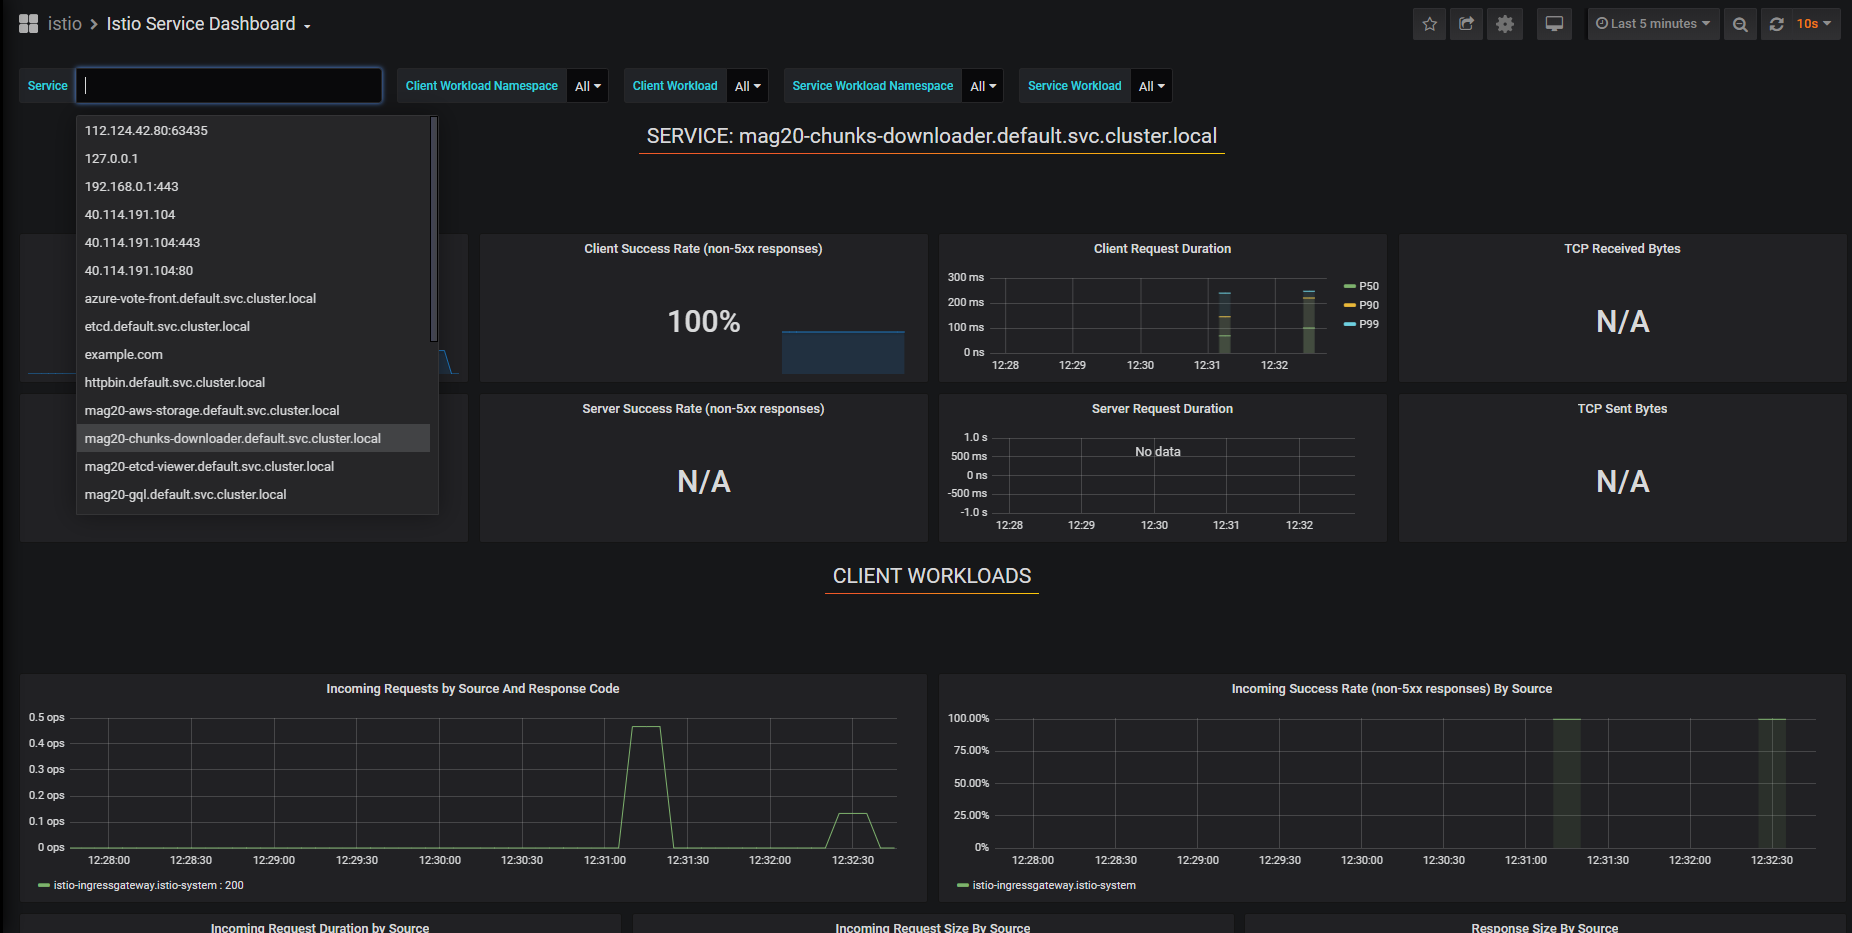 istio > Istio Service Dashboard
Last 5 minutes
10s
Service
Client Workload Namespace All
Client Workload All
Service Workload Namespace All
Service Workload All
112.124.42.80:63435
127.0.0.1
192.168.0.1:443
40.114.191.104
40.114.191.104:443
40.114.191.104:80
azure-vote-front.default.svc.cluster.local
etcd.default.svc.cluster.local
example.com
httpbin.default.svc.cluster.local
mag20-aws-storage.default.svc.cluster.local
mag20-chunks-downloader.default.svc.cluster.local
mag20-etcd-viewer.default.svc.cluster.local
mag20-gql.default.svc.cluster.local
SERVICE: mag20-chunks-downloader.default.svc.cluster.local
Client Success Rate (non-5xx responses)
100%
Client Request Duration
300 ms
200 ms
100 ms
0 ns
12:28 12:29 12:30 12:31 12:32
P50
P90
P99
TCP Received Bytes
N/A
Server Success Rate (non-5xx responses)
N/A
Server Request Duration
1.0 s
500 ms
0 ns
-500 ms
-1.0 s
No data
12:28 12:29 12:30 12:31 12:32
TCP Sent Bytes
N/A
CLIENT WORKLOADS
Incoming Requests by Source And Response Code
0.5 ops
0.4 ops
0.3 ops
0.2 ops
0.1 ops
0 ops
12:28:00 12:28:30 12:29:00 12:29:30 12:30:00 12:30:30 12:31:00 12:31:30 12:32:00 12:32:30
istio-ingressgateway.istio-system : 200
Incoming Success Rate (non-5xx responses) By Source
100.00%
75.00%
50.00%
25.00%
0%
12:28:00 12:28:30 12:29:00 12:29:30 12:30:00 12:30:30 12:31:00 12:31:30 12:32:00 12:32:30
istio-ingressgateway.istio-system
Incoming Request Duration by Source
Incoming Request Size By Source
Response Size By Source